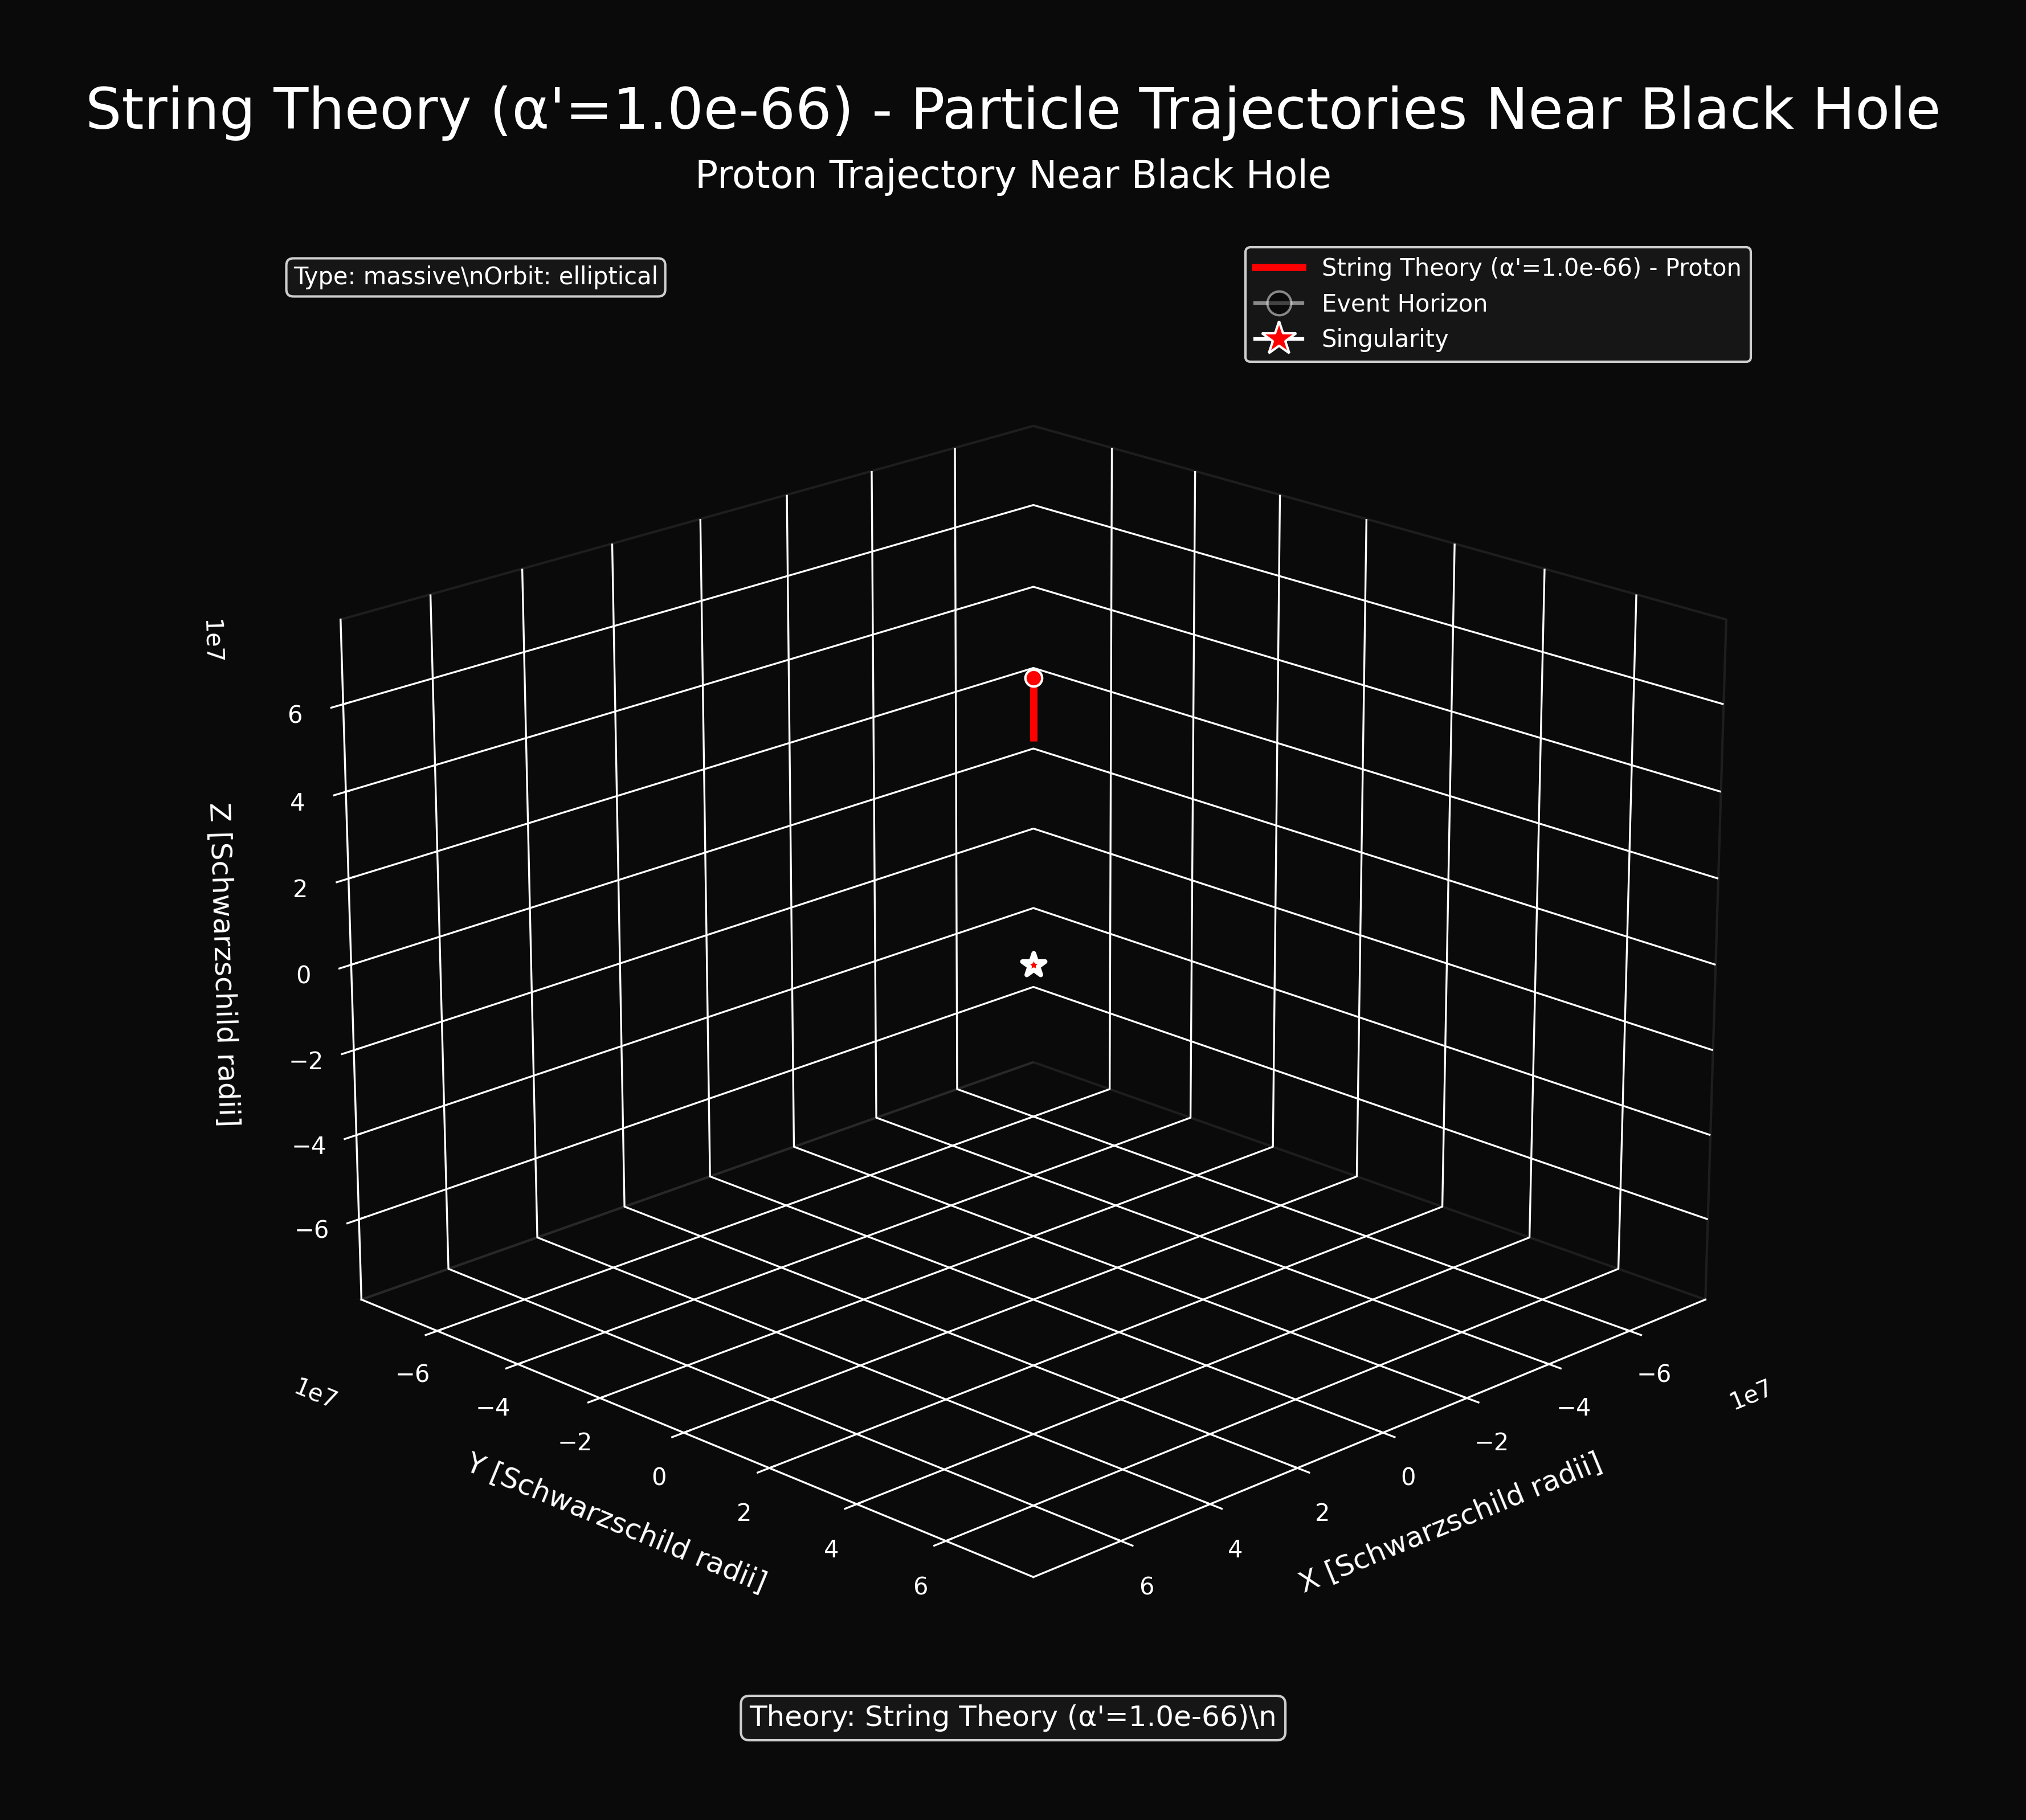 String Theory (α'=1.0e-66) - Particle Trajectories Near Black Hole
Proton Trajectory Near Black Hole
Type: massive\nOrbit: elliptical
String Theory (α'=1.0e-66) - Proton
Event Horizon
Singularity
1e7
6
4
2
0
−2
−4
−6
Z [Schwarzschild radii]
1e7
−6
−4
−2
0
2
4
6
Y [Schwarzschild radii]
1e7
−6
−4
−2
0
2
4
6
X [Schwarzschild radii]
Theory: String Theory (α'=1.0e-66)\n